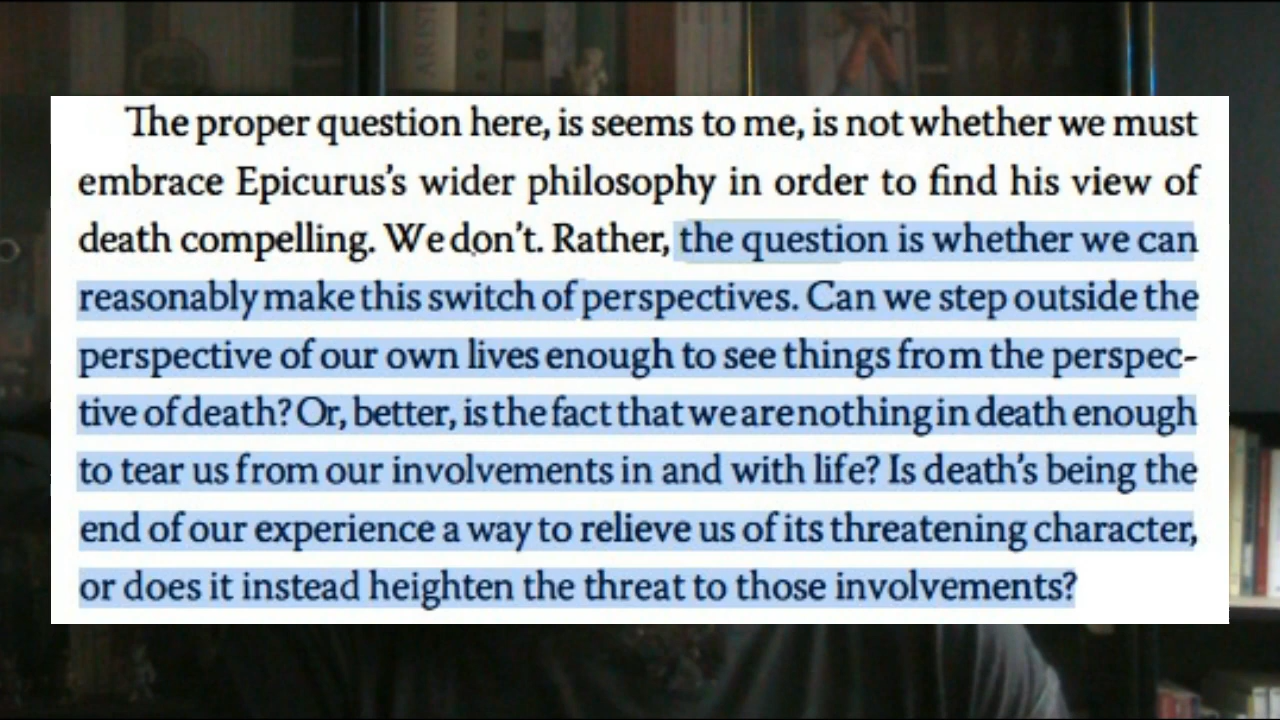 The proper question here, is seems to me, is not whether we must
embrace Epicurus's wider philosophy in order to find his view of
death compelling. We don't. Rather, the question is whether we can
reasonably make this switch of perspectives. Can we step outside the
perspective of our own lives enough to see things from the perspec-
tive of death? Or, better, is the fact that we are nothing in death enough
to tear us from our involvements in and with life? Is death's being the
end of our experience a way to relieve us of its threatening character,
or does it instead heighten the threat to those involvements?